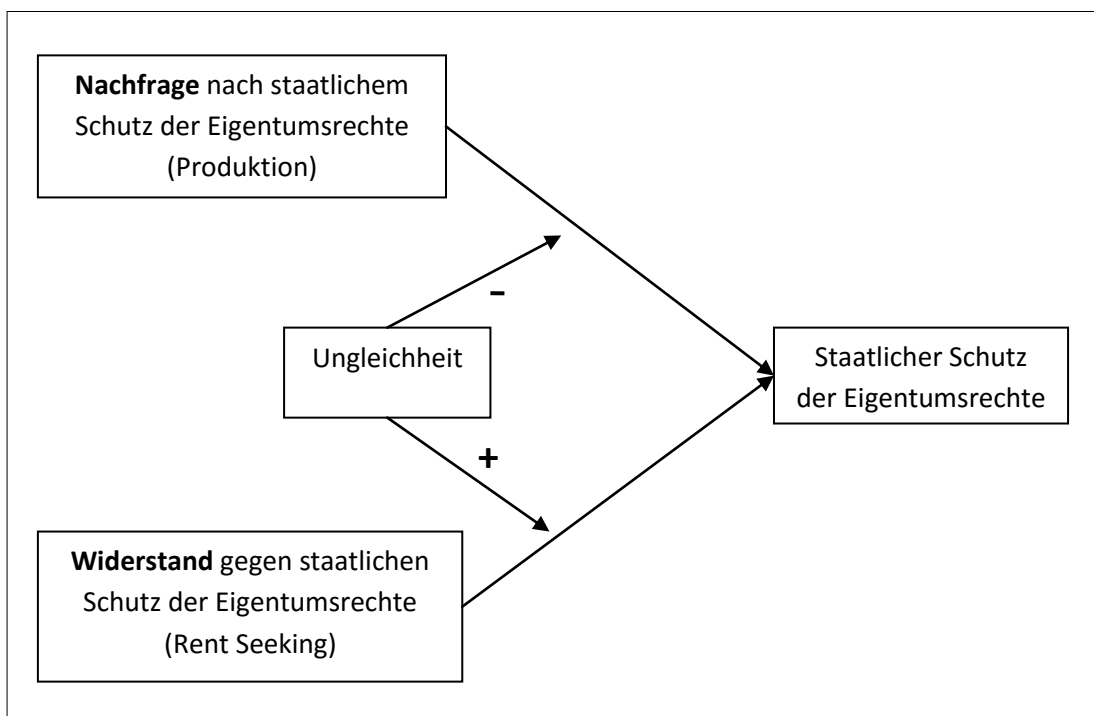 Nachfrage nach staatlichem
Schutz der Eigentumsrechte
(Produktion)
-
Ungleichheit
Staatlicher Schutz
der Eigentumsrechte
+
Widerstand gegen staatlichen
Schutz der Eigentumsrechte
(Rent Seeking)